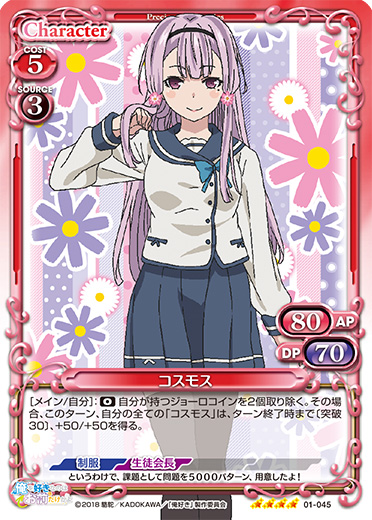 Character
COST
5
SOURCE
3
80 AP
DP 70
コスモス
[メイン/自分]: 自分が持つジョーロコインを2個取り除く。その場
合、このターン、自分の全ての「コスモス」は、ターン終了時まで〔突破
30〕、+50/+50を得る。
制服 生徒会長
というわけで、課題として問題を5000パターン、用意したよ!
©2018 駱駝/KADOKAWA/「俺好き」製作委員会
01-045